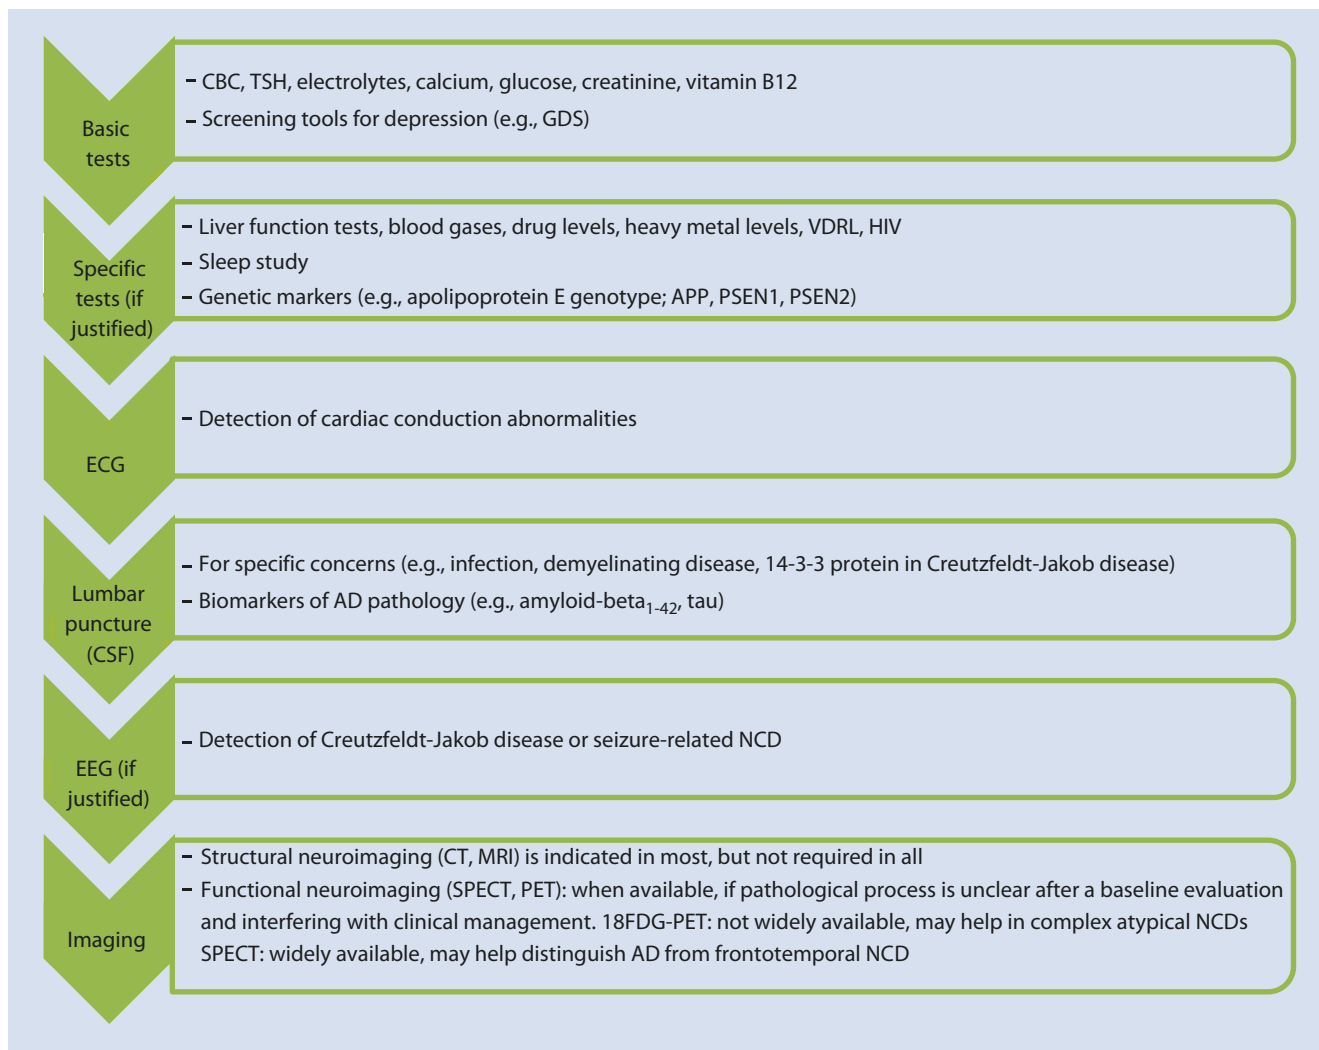 Basic
tests
– CBC, TSH, electrolytes, calcium, glucose, creatinine, vitamin B12
– Screening tools for depression (e.g., GDS)
Specific
tests (if
justified)
– Liver function tests, blood gases, drug levels, heavy metal levels, VDRL, HIV
– Sleep study
– Genetic markers (e.g., apolipoprotein E genotype; APP, PSEN1, PSEN2)
ECG
– Detection of cardiac conduction abnormalities
Lumbar
puncture
(CSF)
– For specific concerns (e.g., infection, demyelinating disease, 14-3-3 protein in Creutzfeldt-Jakob disease)
– Biomarkers of AD pathology (e.g., amyloid-beta1-42, tau)
EEG (if
justified)
– Detection of Creutzfeldt-Jakob disease or seizure-related NCD
Imaging
– Structural neuroimaging (CT, MRI) is indicated in most, but not required in all
– Functional neuroimaging (SPECT, PET): when available, if pathological process is unclear after a baseline evaluation
and interfering with clinical management. 18FDG-PET: not widely available, may help in complex atypical NCDs
SPECT: widely available, may help distinguish AD from frontotemporal NCD